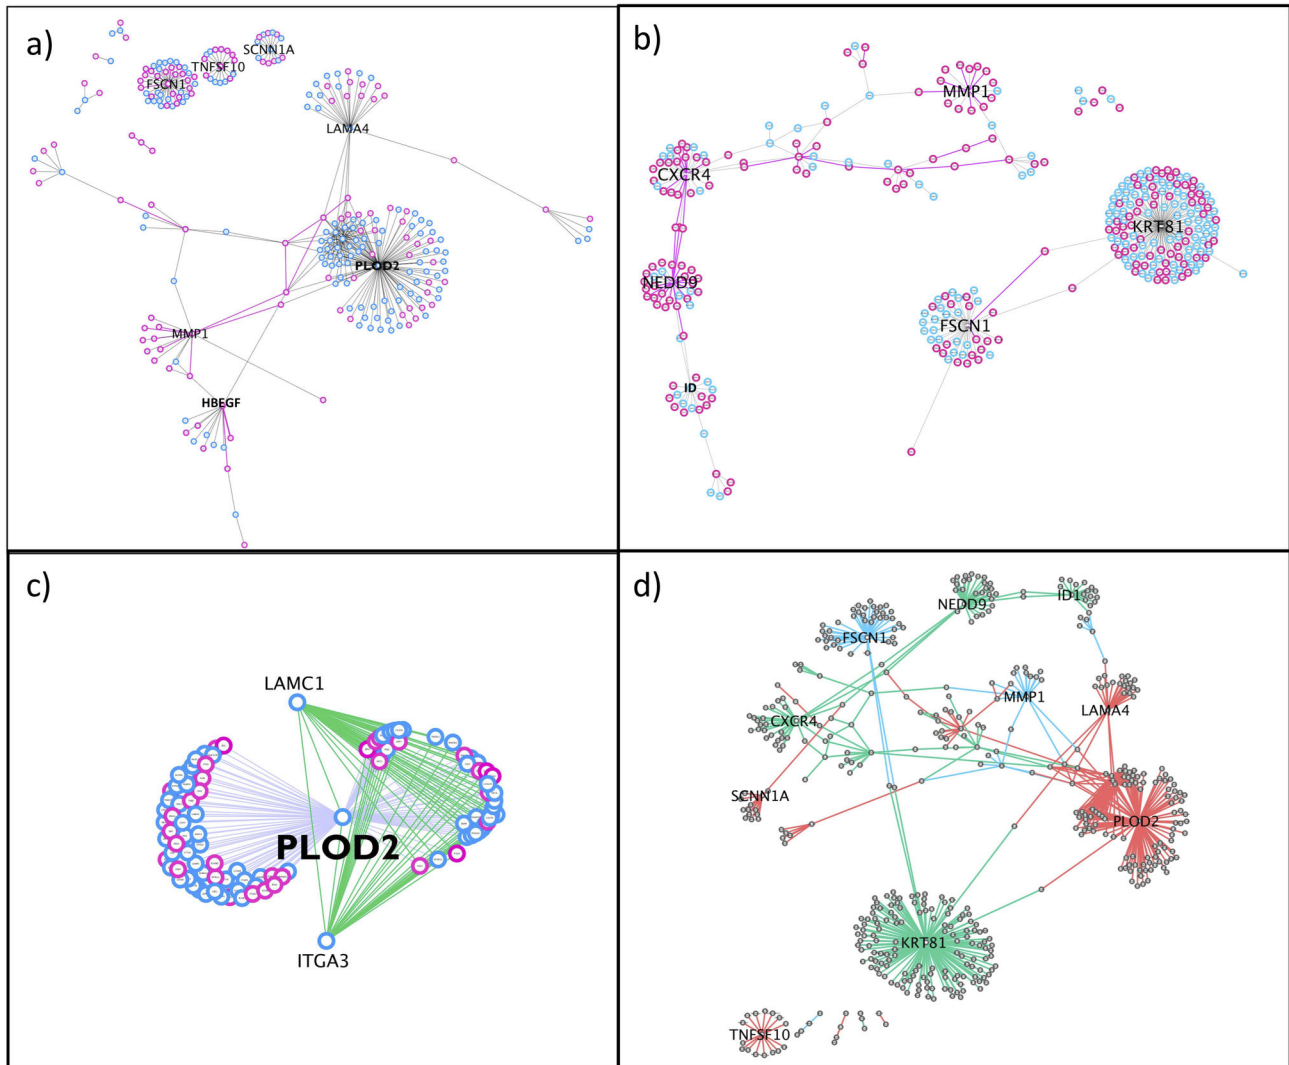 a)
SCNN1A
TNFSF10
FSCN1
LAMA4
PLOD2
MMP1
HBEGF
b)
MMP1
CXCR4
KRT81
NEDD9
FSCN1
ID
c)
LAMC1
PLOD2
ITGA3
d)
NEDD9
ID1
FSCN1
MMP1
LAMA4
CXCR4
SCNN1A
PLOD2
KRT81
TNFSF10